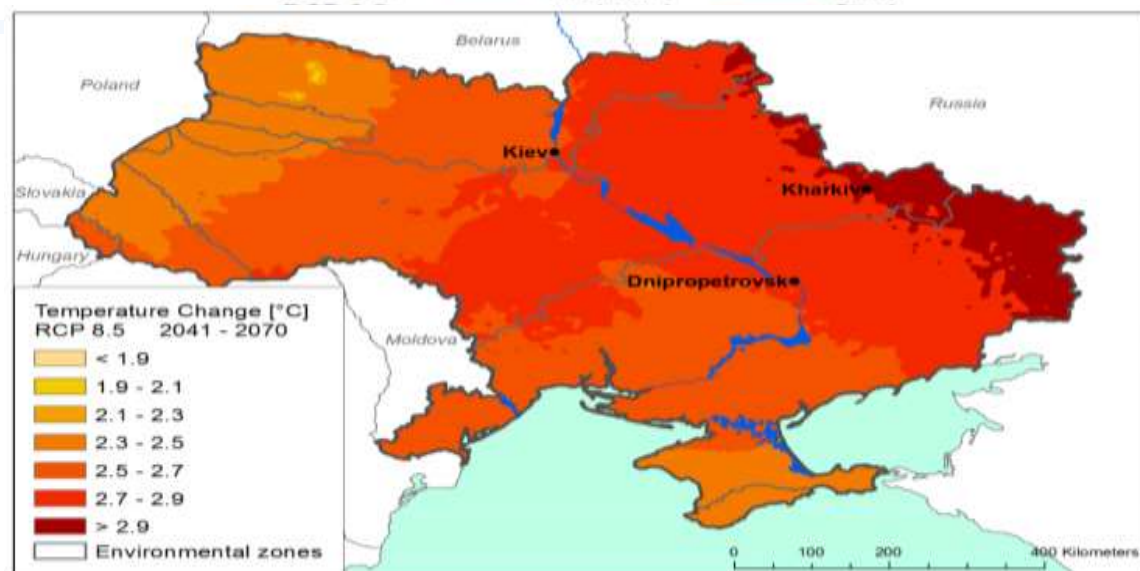 Belarus
Poland
Russia
Kiev
Slovakia
Kharkiv
Hungary
Dnipropetrovsk
Moldova
Temperature Change [°C]
RCP 8.5 2041 - 2070
< 1.9
1.9 - 2.1
2.1 - 2.3
2.3 - 2.5
2.5 - 2.7
2.7 - 2.9
> 2.9
Environmental zones
0 100 200 400 Kilometers